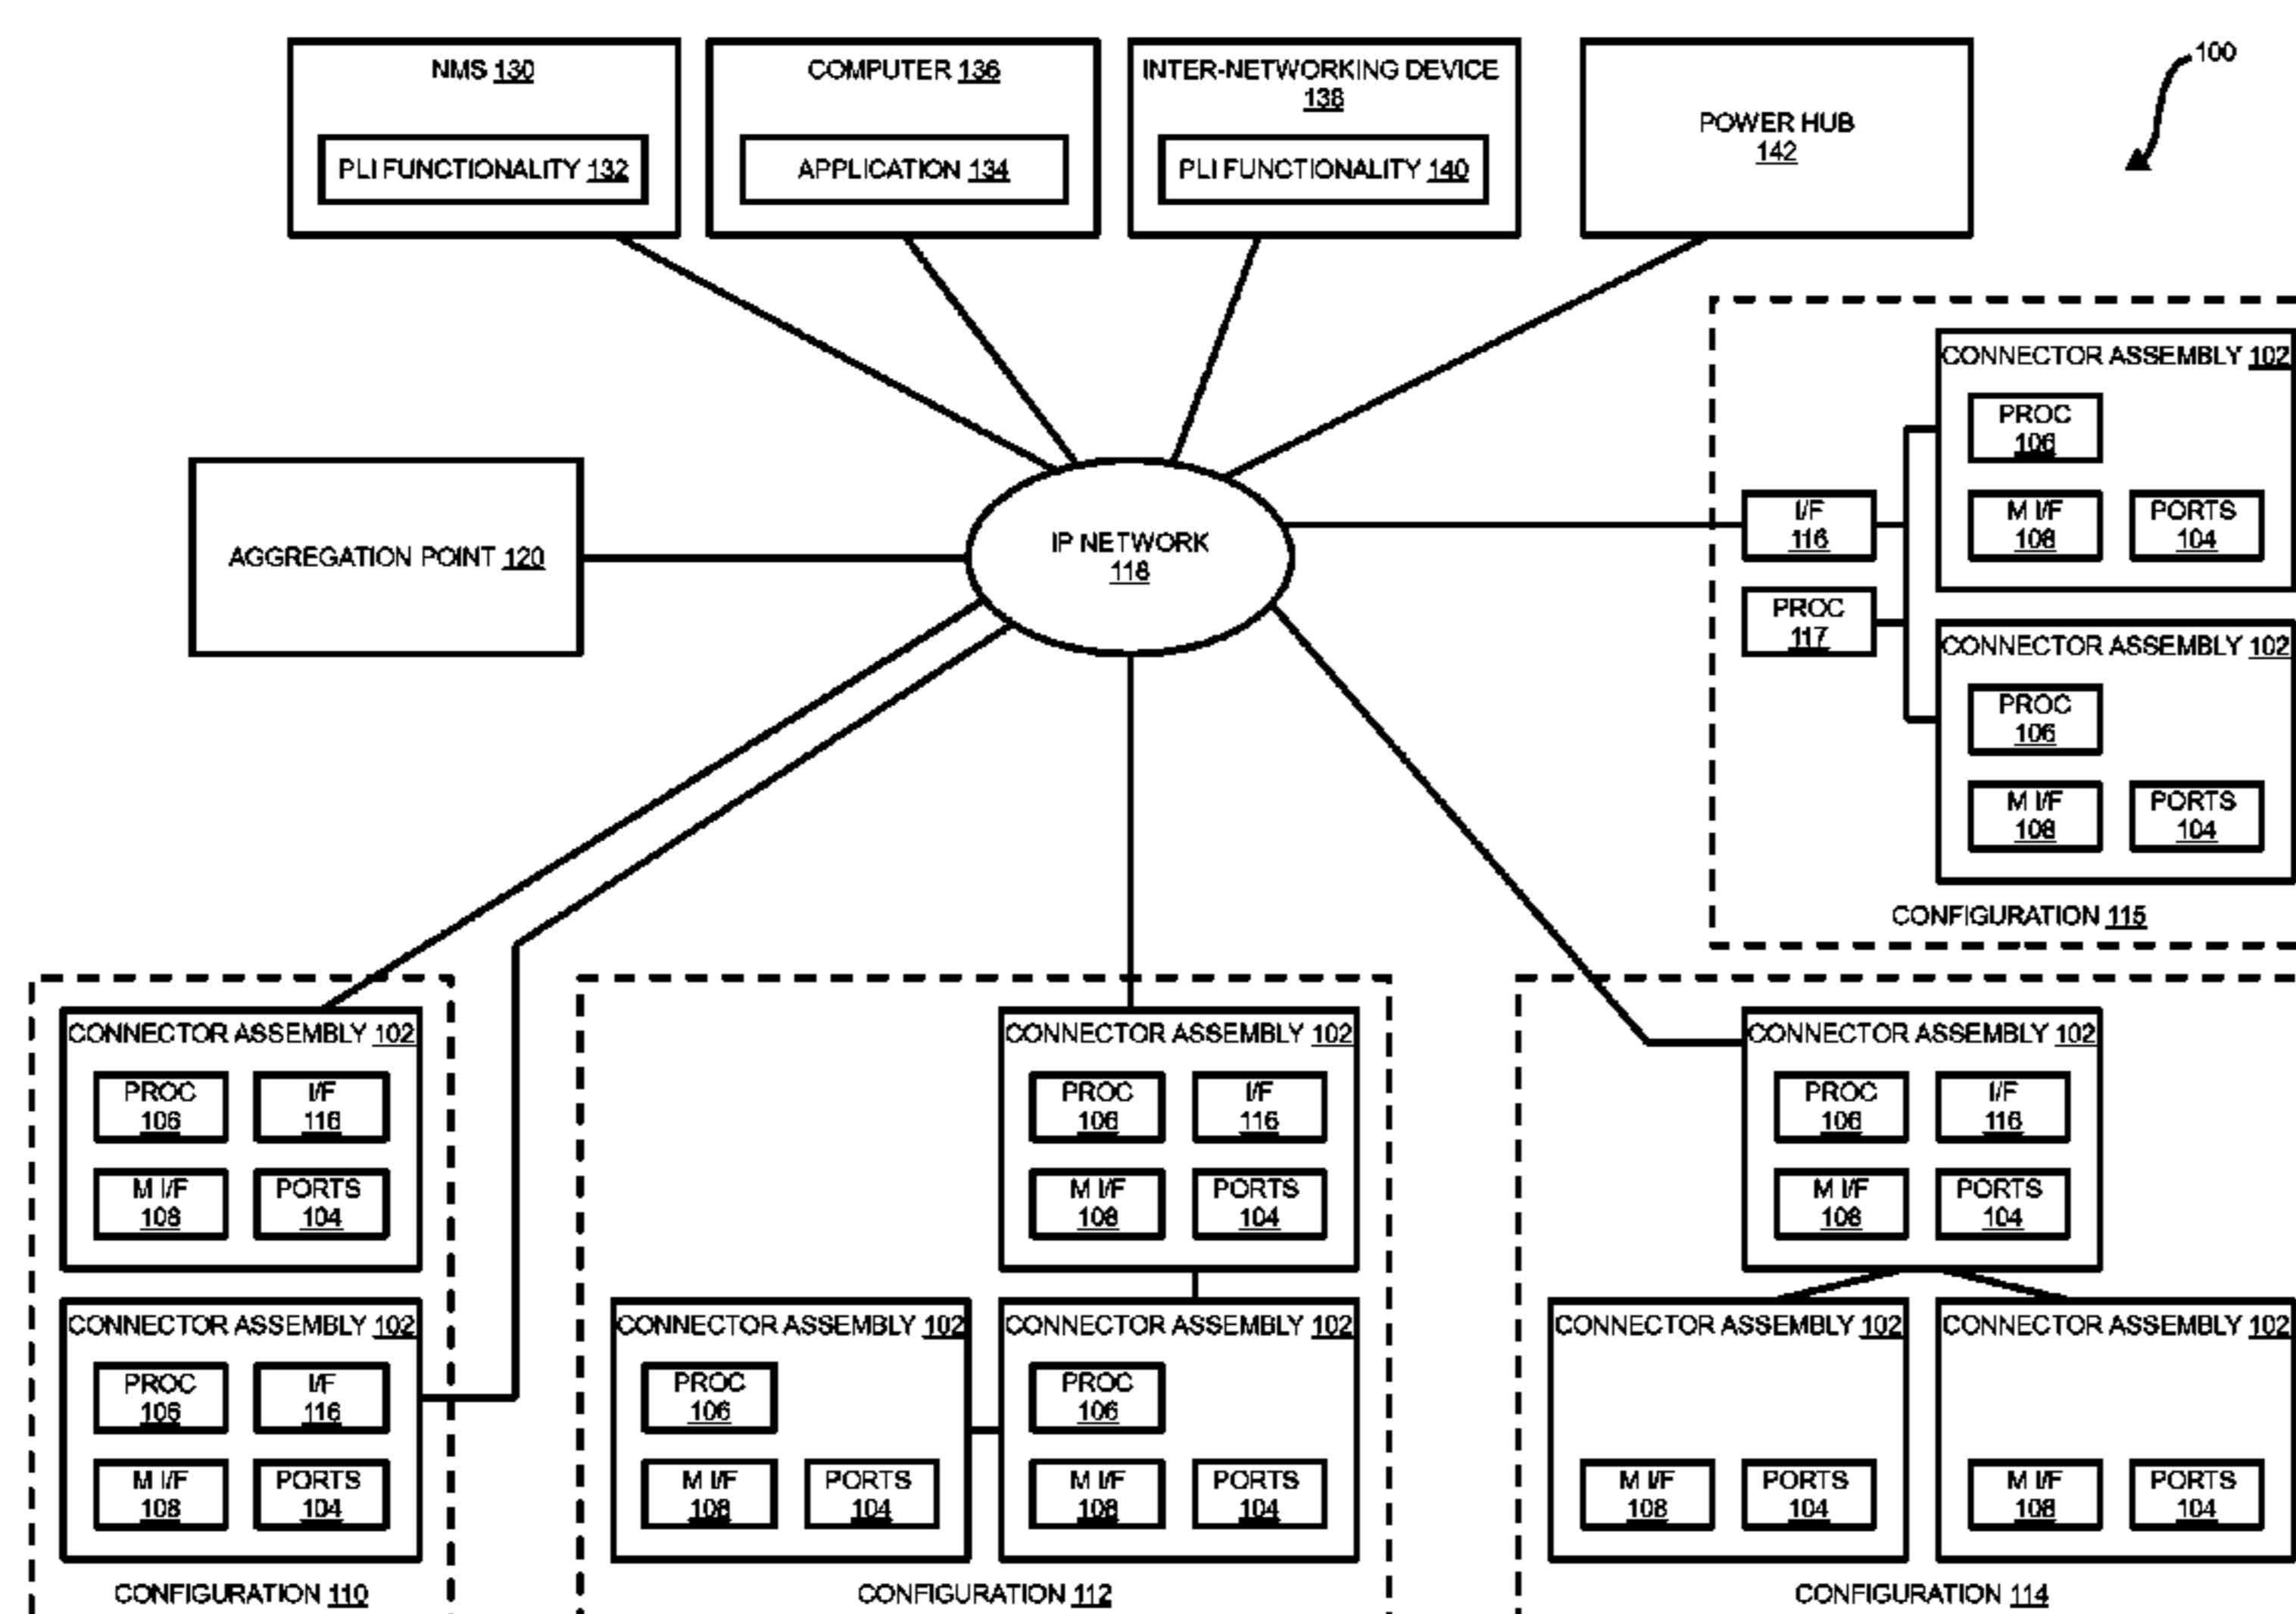 100
NMS 130
PLI FUNCTIONALITY 132
COMPUTER 136
APPLICATION 134
INTER-NETWORKING DEVICE
138
PLI FUNCTIONALITY 140
POWER HUB
142
AGGREGATION POINT 120
IP NETWORK
118
CONNECTOR ASSEMBLY 102
PROC
106
M I/F
108
PORTS
104
I/F
116
PROC
117
CONNECTOR ASSEMBLY 102
PROC
106
M I/F
108
PORTS
104
CONFIGURATION 115
CONNECTOR ASSEMBLY 102
PROC
106
I/F
116
M I/F
108
PORTS
104
CONNECTOR ASSEMBLY 102
PROC
106
I/F
116
M I/F
108
PORTS
104
CONFIGURATION 110
CONNECTOR ASSEMBLY 102
PROC
106
I/F
116
M I/F
108
PORTS
104
CONNECTOR ASSEMBLY 102
PROC
106
M I/F
108
PORTS
104
CONNECTOR ASSEMBLY 102
PROC
106
M I/F
108
PORTS
104
CONFIGURATION 112
CONNECTOR ASSEMBLY 102
PROC
106
I/F
116
M I/F
108
PORTS
104
CONNECTOR ASSEMBLY 102
M I/F
108
PORTS
104
CONNECTOR ASSEMBLY 102
M I/F
108
PORTS
104
CONFIGURATION 114